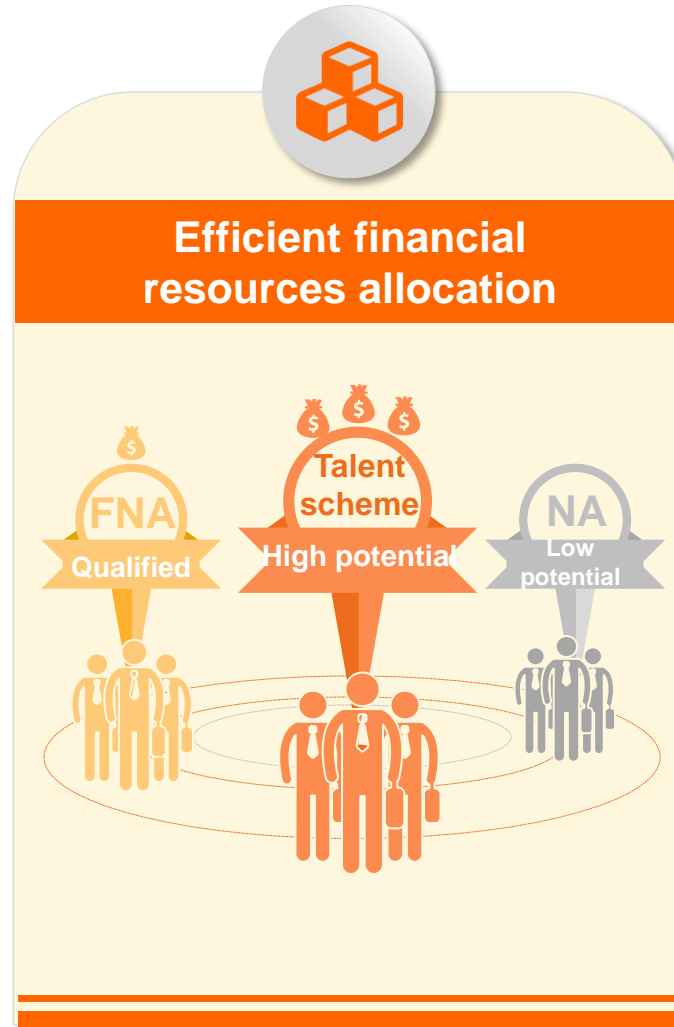 Efficient financial
resources allocation
$
$
$
$
FNA
Qualified
Talent
scheme
High potential
NA
Low
potential